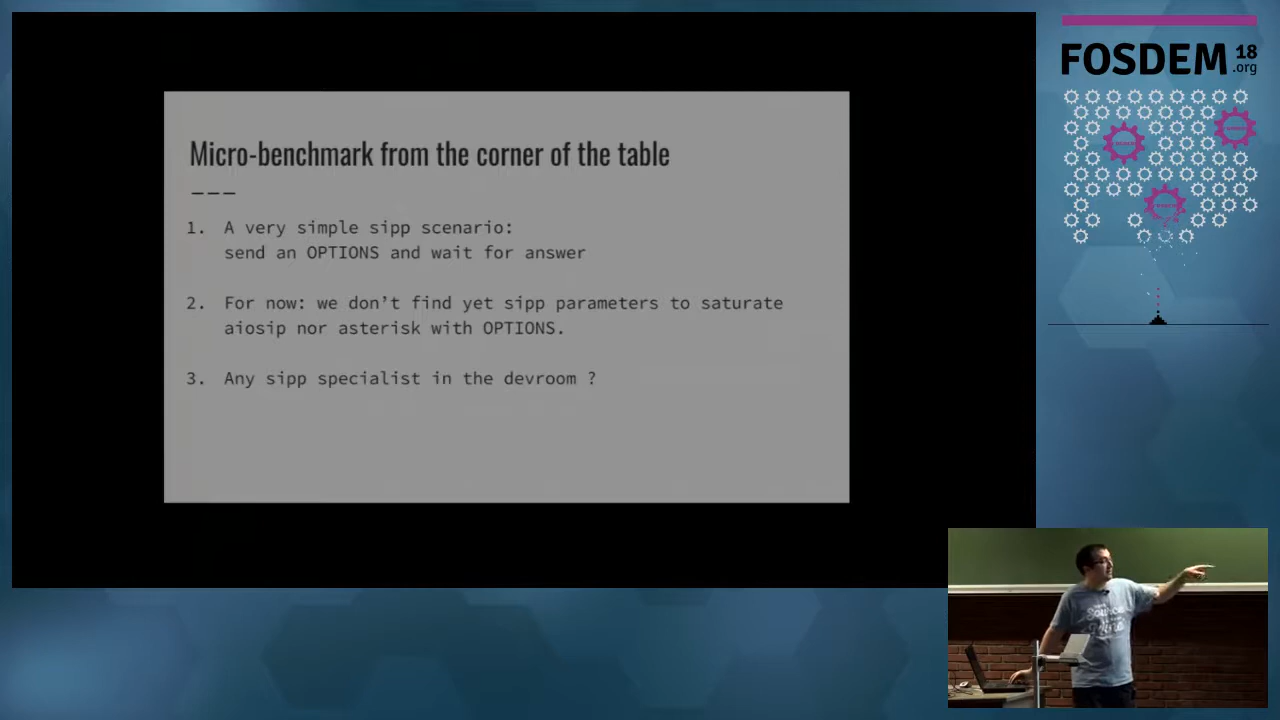 FOSDEM 18
.org
Micro-benchmark from the corner of the table
---
1. A very simple sipp scenario:
send an OPTIONS and wait for answer
2. For now: we don't find yet sipp parameters to saturate
aiosip nor asterisk with OPTIONS.
3. Any sipp specialist in the devroom ?